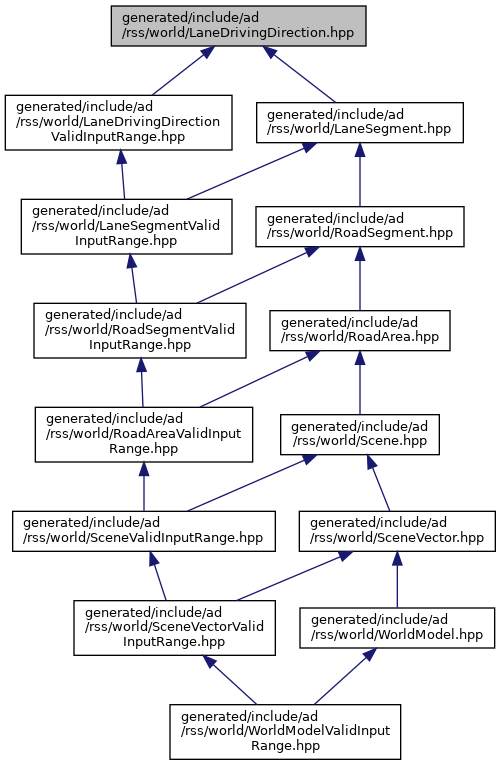 generated/include/ad
/rss/world/LaneDrivingDirection.hpp
generated/include/ad
/rss/world/LaneDrivingDirection
ValidInputRange.hpp
generated/include/ad
/rss/world/LaneSegment.hpp
generated/include/ad
/rss/world/LaneSegmentValid
InputRange.hpp
generated/include/ad
/rss/world/RoadSegment.hpp
generated/include/ad
/rss/world/RoadSegmentValid
InputRange.hpp
generated/include/ad
/rss/world/RoadArea.hpp
generated/include/ad
/rss/world/RoadAreaValidInput
Range.hpp
generated/include/ad
/rss/world/Scene.hpp
generated/include/ad
/rss/world/SceneValidInputRange.hpp
generated/include/ad
/rss/world/SceneVector.hpp
generated/include/ad
/rss/world/SceneVectorValid
InputRange.hpp
generated/include/ad
/rss/world/WorldModel.hpp
generated/include/ad
/rss/world/WorldModelValidInput
Range.hpp